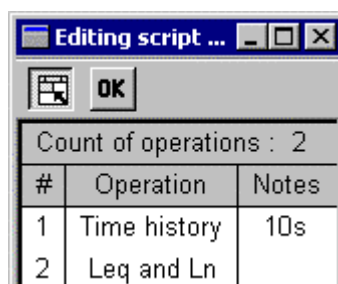 Editing script ...
OK
Count of operations : 2
# Operation Notes
1 Time history 10s
2 Leq and Ln